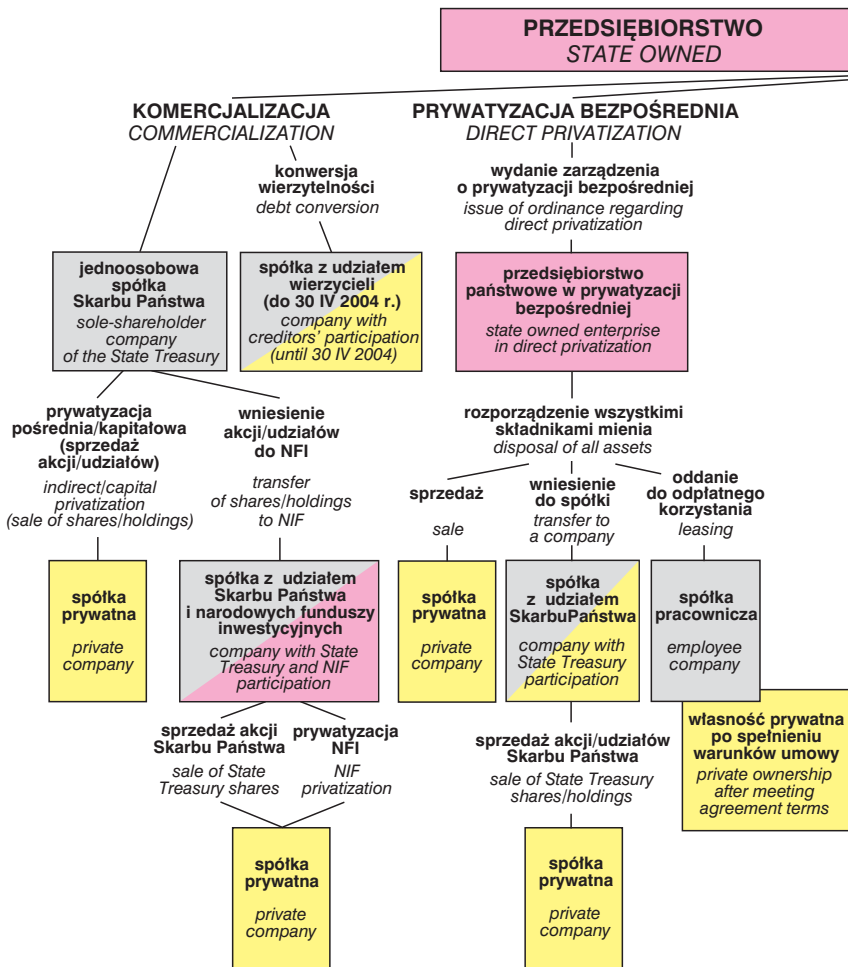 PRZEDSIĘBIORSTWO
STATE OWNED
KOMERCJALIZACJA
COMMERCIALIZATION
PRYWATYZACJA BEZPOŚREDNIA
DIRECT PRIVATIZATION
konwersja
wierzytelności
debt conversion
wydanie zarządzenia
o prywatyzacji bezpośredniej
issue of ordinance regarding
direct privatization
jednoosobowa
spółka
Skarbu Państwa
sole-shareholder
company
of the State Treasury
spółka z udziałem
wierzycieli
(do 30 IV 2004 r.)
company with
creditors' participation
(until 30 IV 2004)
przedsiębiorstwo
państwowe w prywatyzacji
bezpośredniej
state owned enterprise
in direct privatization
prywatyzacja
pośrednia/kapitałowa
(sprzedaż
akcji/udziałów)
indirect/capital
privatization
(sale of shares/holdings)
wniesienie
akcji/udziałów
do NFI
transfer
of shares/holdings
to NIF
rozporządzenie wszystkimi
składnikami mienia
disposal of all assets
sprzedaż
sale
wniesienie
do spółki
transfer to
a company
oddanie
do odpłatnego
korzystania
leasing
spółka
prywatna
private
company
spółka z udziałem
Skarbu Państwa
i narodowych funduszy
inwestycyjnych
company with State
Treasury and NIF
participation
spółka
prywatna
private
company
spółka
z udziałem
SkarbuPaństwa
company with
State Treasury
participation
spółka
pracownicza
employee
company
sprzedaż akcji
Skarbu Państwa
sale of State
Treasury shares
prywatyzacja
NFI
NIF
privatization
sprzedaż akcji/udziałów
Skarbu Państwa
sale of State Treasury
shares/holdings
własność prywatna
po spełnieniu
warunków umowy
private ownership
after meeting
agreement terms
spółka
prywatna
private
company
spółka
prywatna
private
company